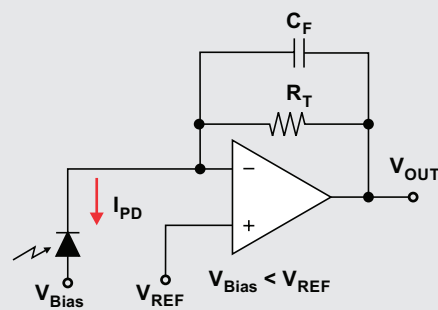 C_F
R_T
−
+
V_OUT
I_PD
V_Bias
V_REF
V_Bias < V_REF